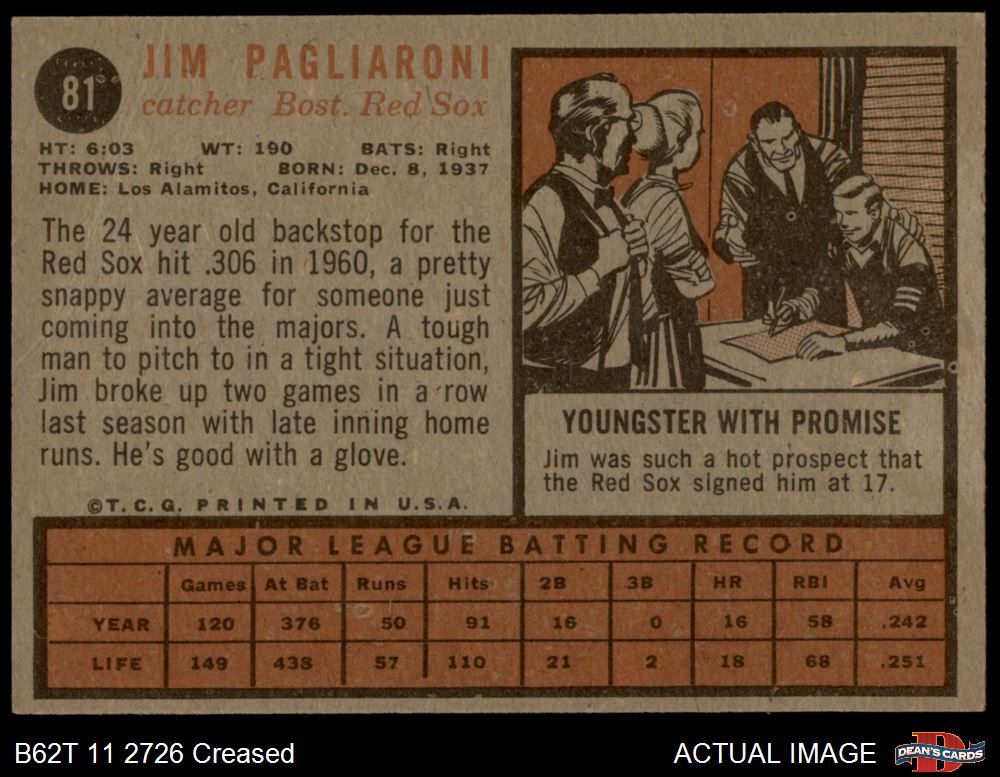 81
JIM PAGLIARONI
catcher Bost. Red Sox
HT: 6:03 WT: 190 BATS: Right
THROWS: Right BORN: Dec. 8, 1937
HOME: Los Alamitos, California
The 24 year old backstop for the
Red Sox hit .306 in 1960, a pretty
snappy average for someone just
coming into the majors. A tough
man to pitch to in a tight situation,
Jim broke up two games in a row
last season with late inning home
runs. He's good with a glove.
©T.C.G. PRINTED IN U.S.A.
YOUNGSTER WITH PROMISE
Jim was such a hot prospect that
the Red Sox signed him at 17.
MAJOR LEAGUE BATTING RECORD
Games At Bat Runs Hits 2B 3B HR RBI Avg
YEAR 120 376 50 91 16 0 16 58 .242
LIFE 149 438 57 110 21 2 18 68 .251
B62T 11 2726 Creased
ACTUAL IMAGE
D
DEAN'S CARDS